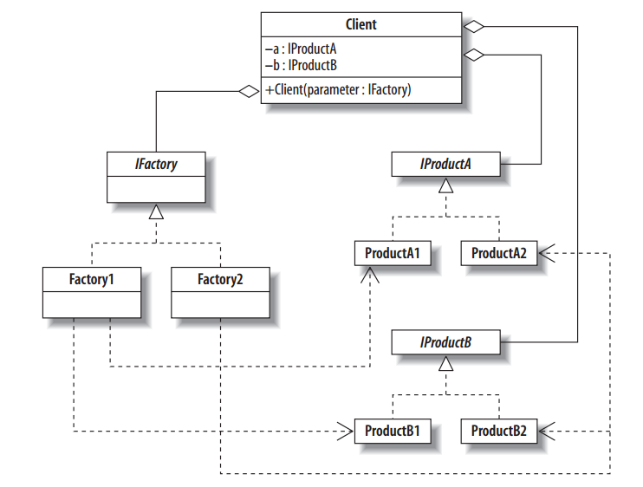 Client
–a : IProductA
–b : IProductB
+Client(parameter : IFactory)
IFactory
IProductA
ProductA1
ProductA2
Factory1
Factory2
IProductB
ProductB1
ProductB2